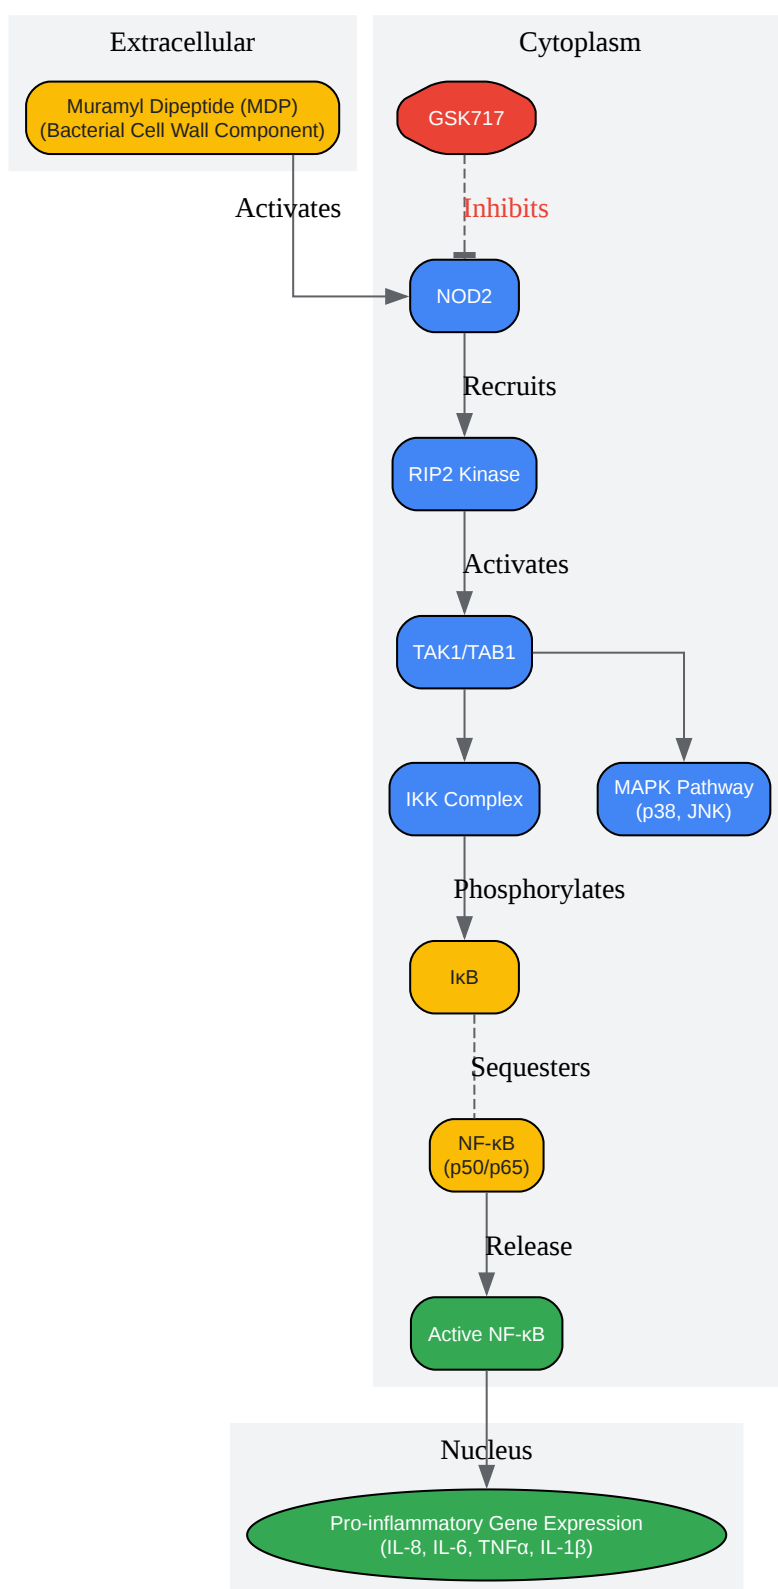 Extracellular
Cytoplasm
Muramyl Dipeptide (MDP)
(Bacterial Cell Wall Component)
GSK717
Activates
Inhibits
NOD2
Recruits
RIP2 Kinase
Activates
TAK1/TAB1
IKK Complex
MAPK Pathway
(p38, JNK)
Phosphorylates
IκB
Sequesters
NF-κB
(p50/p65)
Release
Active NF-κB
Nucleus
Pro-inflammatory Gene Expression
(IL-8, IL-6, TNFα, IL-1β)